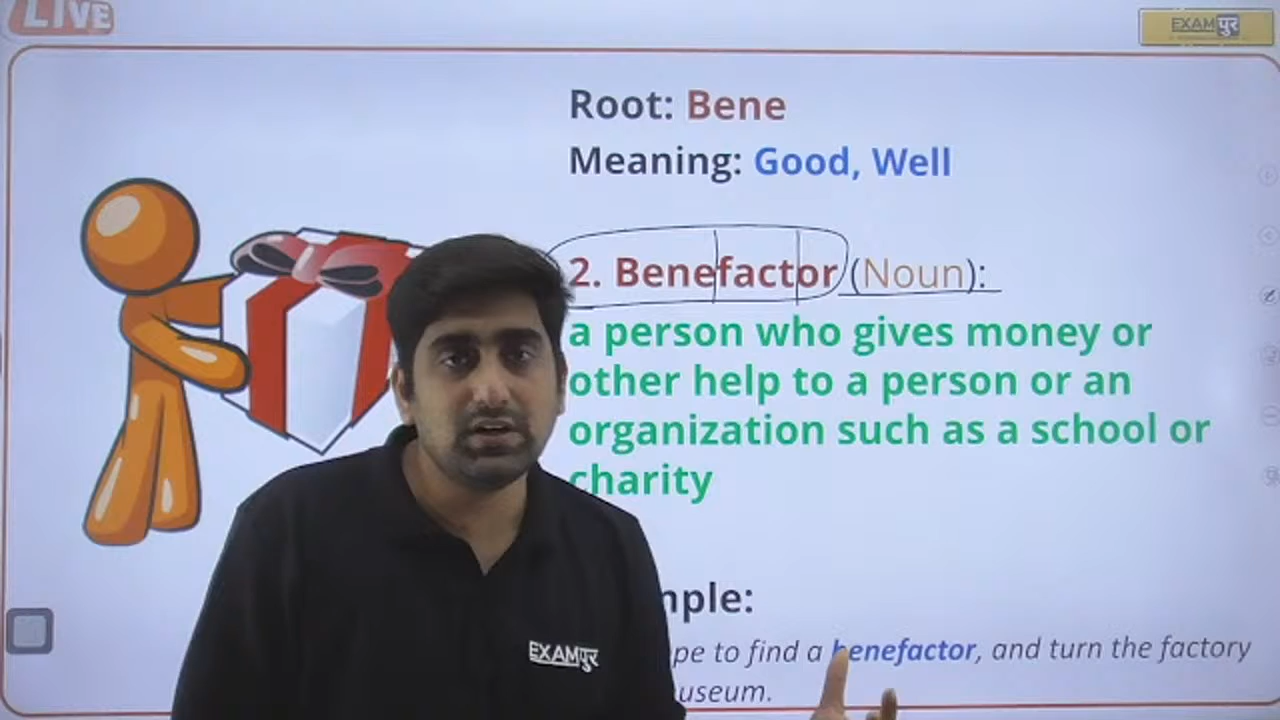 LIVE
EXAMपुर
Root: Bene
Meaning: Good, Well
2. Benefactor (Noun):
a person who gives money or
other help to a person or an
organization such as a school or
charity
mple:
pe to find a benefactor, and turn the factory
useum.
EXAMपुर